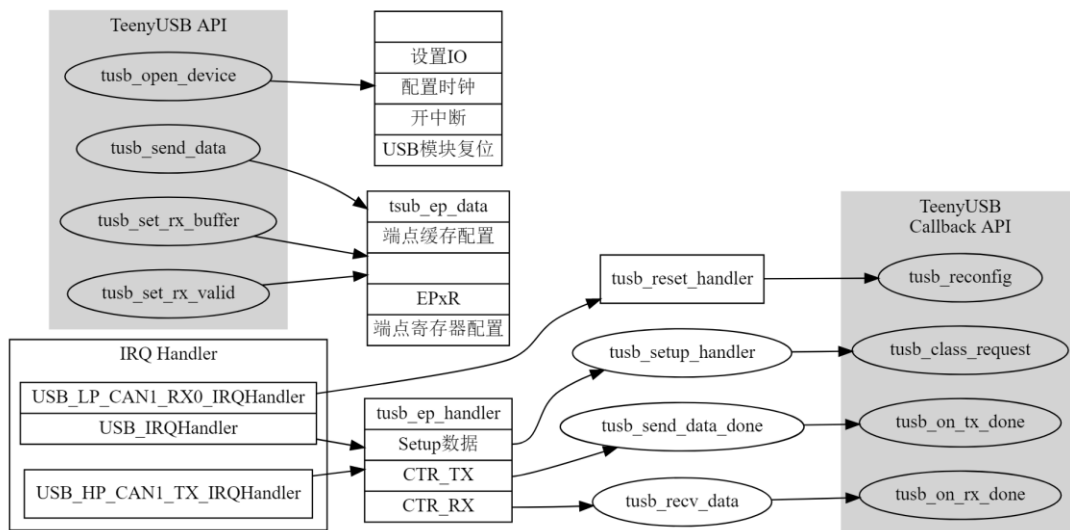 TeenyUSB API
tusb_open_device
tusb_send_data
tusb_set_rx_buffer
tusb_set_rx_valid
设置IO
配置时钟
开中断
USB模块复位
tsub_ep_data
端点缓存配置
EPxR
端点寄存器配置
IRQ Handler
USB_LP_CAN1_RX0_IRQHandler
USB_IRQHandler
USB_HP_CAN1_TX_IRQHandler
tusb_ep_handler
Setup数据
CTR_TX
CTR_RX
tusb_reset_handler
tusb_setup_handler
tusb_send_data_done
tusb_recv_data
TeenyUSB
Callback API
tusb_reconfig
tusb_class_request
tusb_on_tx_done
tusb_on_rx_done